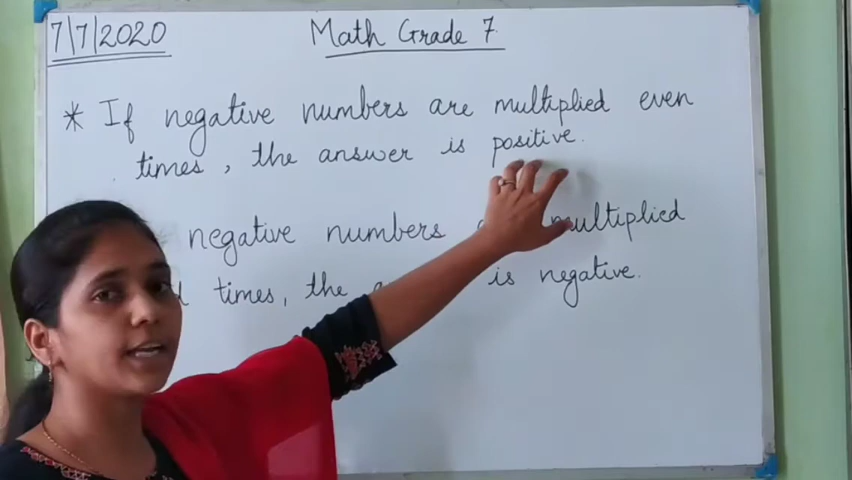 7/7/2020
Math Grade 7
* If negative numbers are multiplied even
times, the answer is positive.
negative numbers multiplied
times, the is negative.